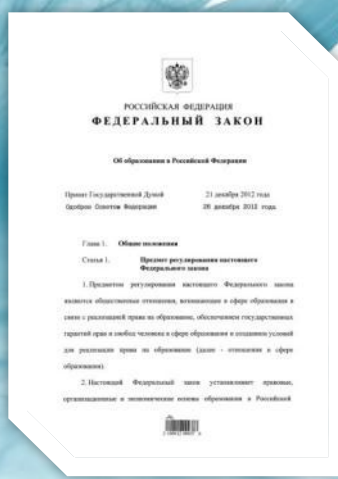 РОССИЙСКАЯ ФЕДЕРАЦИЯ
ФЕДЕРАЛЬНЫЙ ЗАКОН
Об образовании в Российской Федерации
Принят Государственной Думой 21 декабря 2012 года
Одобрен Советом Федерации 26 декабря 2012 года
Глава 1. Общие положения
Статья 1. Предмет регулирования настоящего
Федерального закона
1. Предметом регулирования настоящего Федерального закона
являются общественные отношения, возникающие в сфере образования в
связи с реализацией права на образование, обеспечением государственных
гарантий прав и свобод человека в сфере образования и созданием условий
для реализации права на образование (далее - отношения в сфере
образования).
2. Настоящий Федеральный закон устанавливает правовые,
организационные и экономические основы образования в Российской